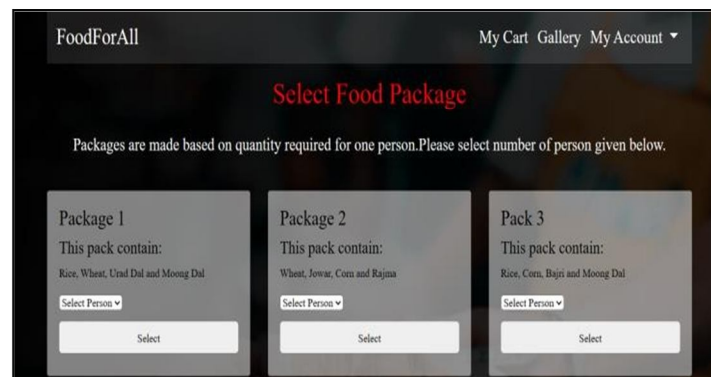 FoodForAll
My Cart Gallery My Account
Select Food Package
Packages are made based on quantity required for one person.Please select number of person given below.
Package 1
This pack contain:
Rice, Wheat, Urad Dal and Moong Dal
Select Person
Select
Package 2
This pack contain:
Wheat, Jowar, Corn and Rajma
Select Person
Select
Pack 3
This pack contain:
Rice, Corn, Bajri and Moong Dal
Select Person
Select